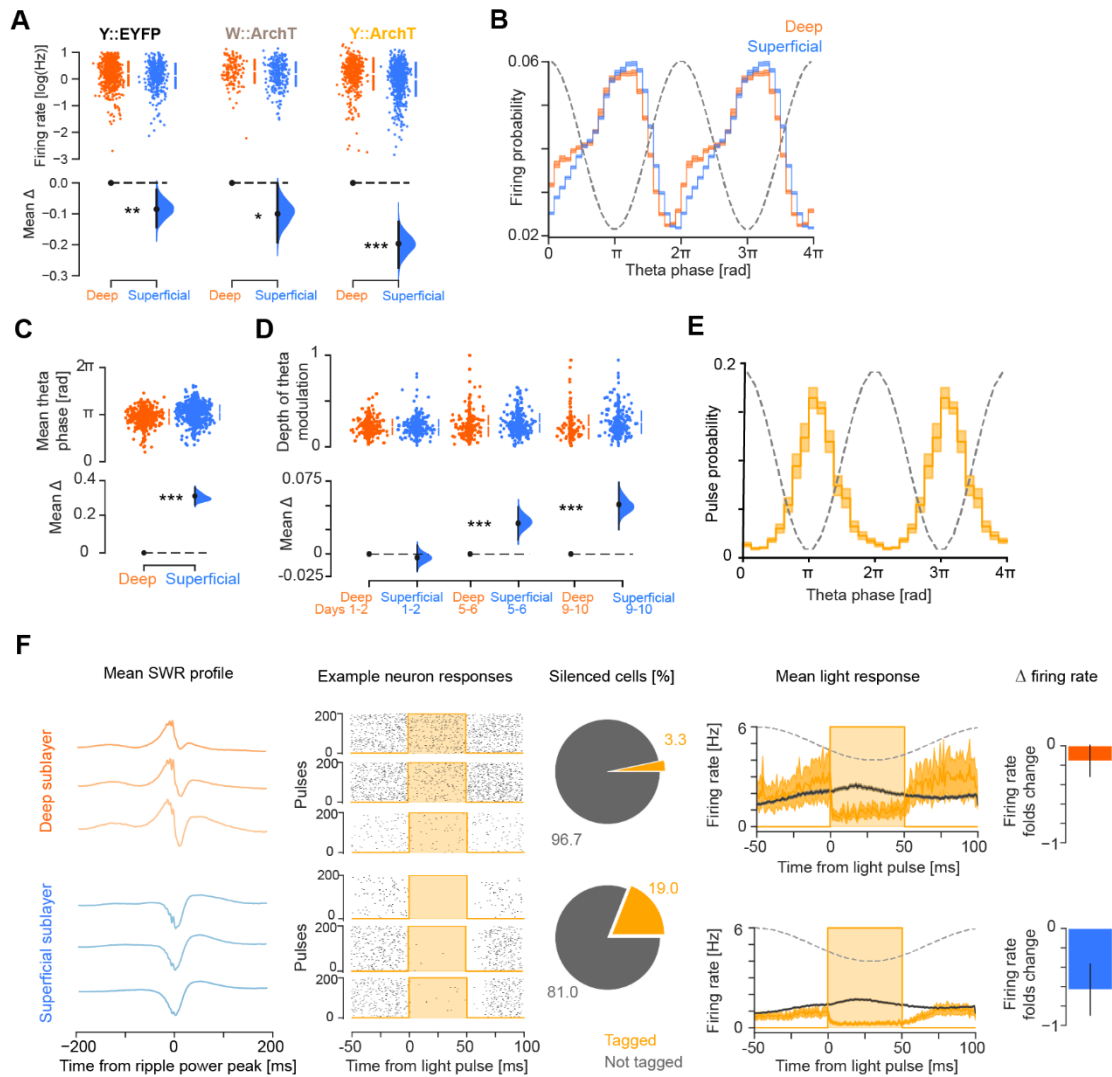 A
Y::EYFP
W::ArchT
Y::ArchT
Firing rate [log(Hz)]
1
0
−1
−2
−3
Mean Δ
0.0
−0.1
−0.2
−0.3
**
*
***
Deep
Superficial
Deep
Superficial
Deep
Superficial
B
Deep
Superficial
Firing probability
0.06
0.02
0
π
2π
3π
4π
Theta phase [rad]
C
Mean theta
phase [rad]
2π
π
0
Mean Δ
0.4
0.2
0
***
Deep
Superficial
D
Depth of theta
modulation
1
0
Mean Δ
0.075
0
-0.025
***
***
Deep
Superficial
Deep
Superficial
Deep
Superficial
Days 1-2
1-2
5-6
5-6
9-10
9-10
E
Pulse probability
0.2
0
0
π
2π
3π
4π
Theta phase [rad]
F
Mean SWR profile
Example neuron responses
Silenced cells [%]
Mean light response
Δ firing rate
Deep sublayer
Superficial sublayer
-200
-100
0
100
200
Time from ripple power peak [ms]
Pulses
200
0
200
0
200
0
Pulses
200
0
200
0
200
0
-50
0
50
100
Time from light pulse [ms]
3.3
96.7
19.0
81.0
Tagged
Not tagged
Firing rate [Hz]
6
0
-50
0
50
100
Time from light pulse [ms]
Firing rate [Hz]
6
0
-50
0
50
100
Time from light pulse [ms]
Firing rate
folds change
0
−1
Firing rate
folds change
0
−1